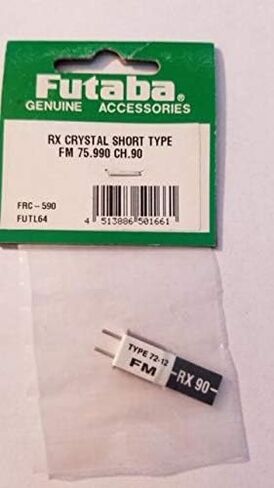 Futaba®
GENUINE ACCESSORIES
RX CRYSTAL SHORT TYPE
FM 75.990 CH.90
FRC-590
FUTL64
4 513886 501661
TYPE 72-12
FM
-RX 90-